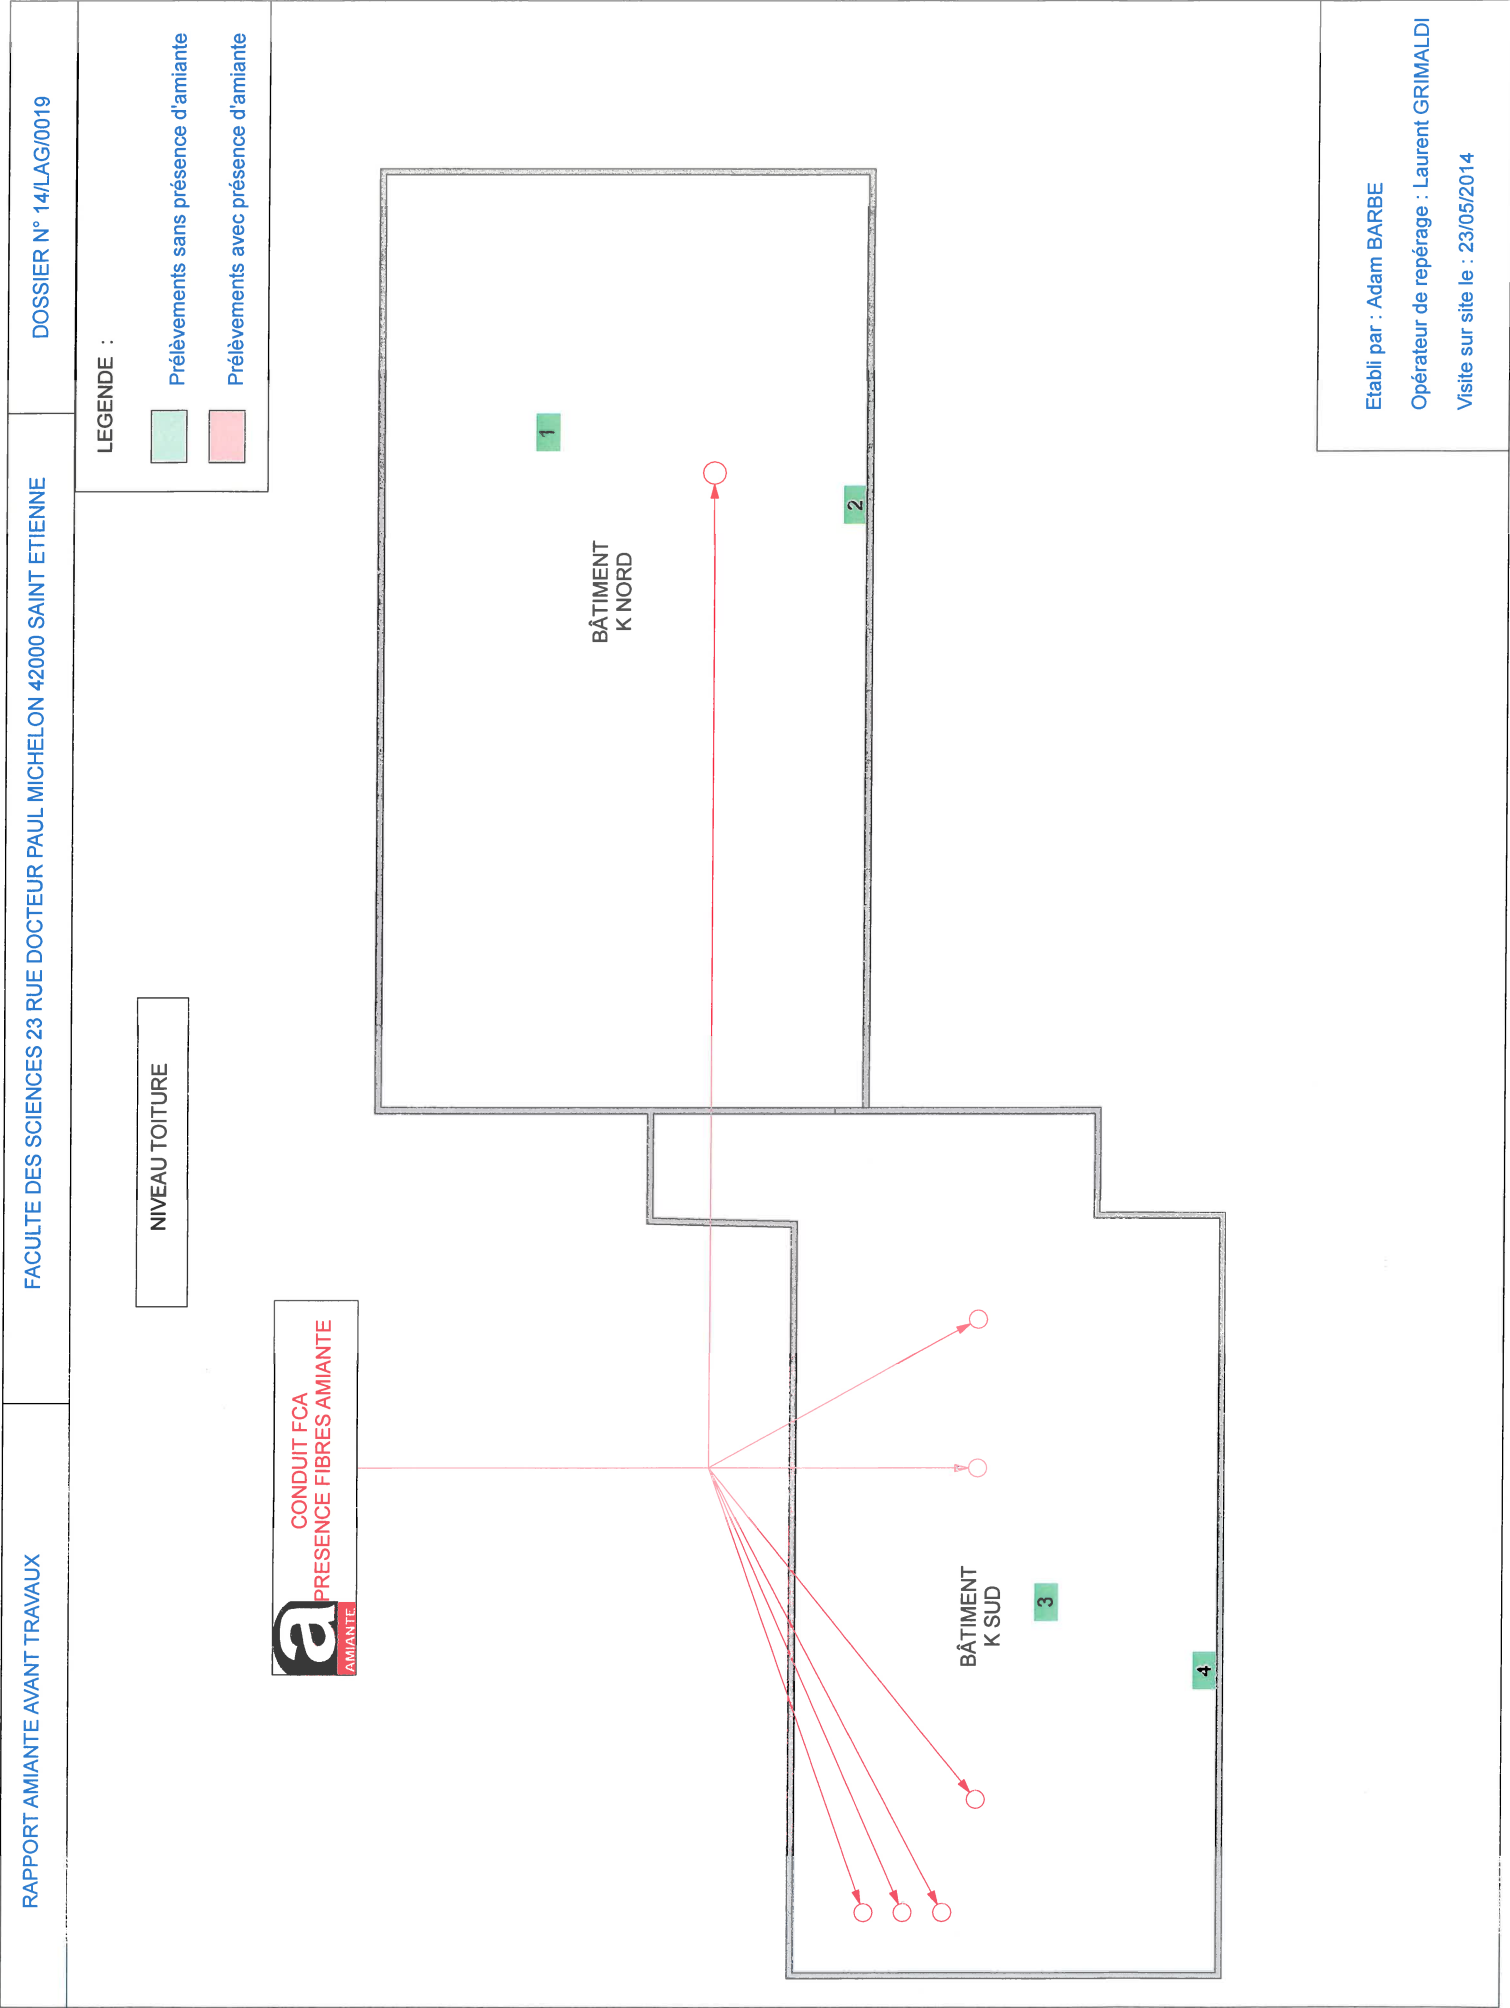 RAPPORT AMIANTE AVANT TRAVAUX
FACULTE DES SCIENCES 23 RUE DOCTEUR PAUL MICHELON 42000 SAINT ETIENNE
DOSSIER N° 14/LAG/0019
LEGENDE :
Prélèvements sans présence d'amiante
Prélèvements avec présence d'amiante
NIVEAU TOITURE
CONDUIT FCA
PRESENCE FIBRES AMIANTE
a
AMIANTE
1
BÂTIMENT
K NORD
2
BÂTIMENT
K SUD
3
4
Etabli par : Adam BARBE
Opérateur de repérage : Laurent GRIMALDI
Visite sur site le : 23/05/2014